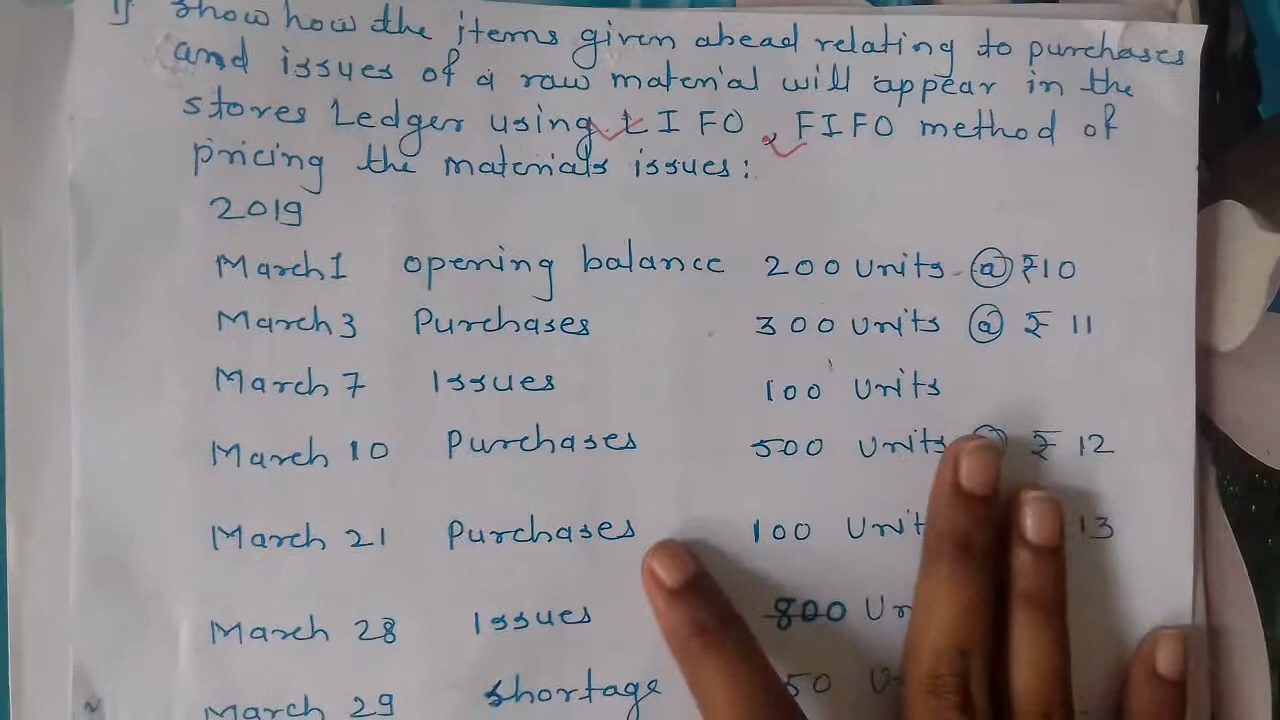 1) Show how the items given ahead relating to purchases
and issues of a raw material will appear in the
stores Ledger using LIFO, FIFO method of
pricing the materials issues:
2019
March 1 opening balance 200 Units @ ₹10
March 3 Purchases 300 Units @ ₹ 11
March 7 Issues 100 Units
March 10 Purchases 500 Units @ ₹ 12
March 21 Purchases 100 Unit 13
March 28 Issues 800 Un
March 29 Shortage 50 U